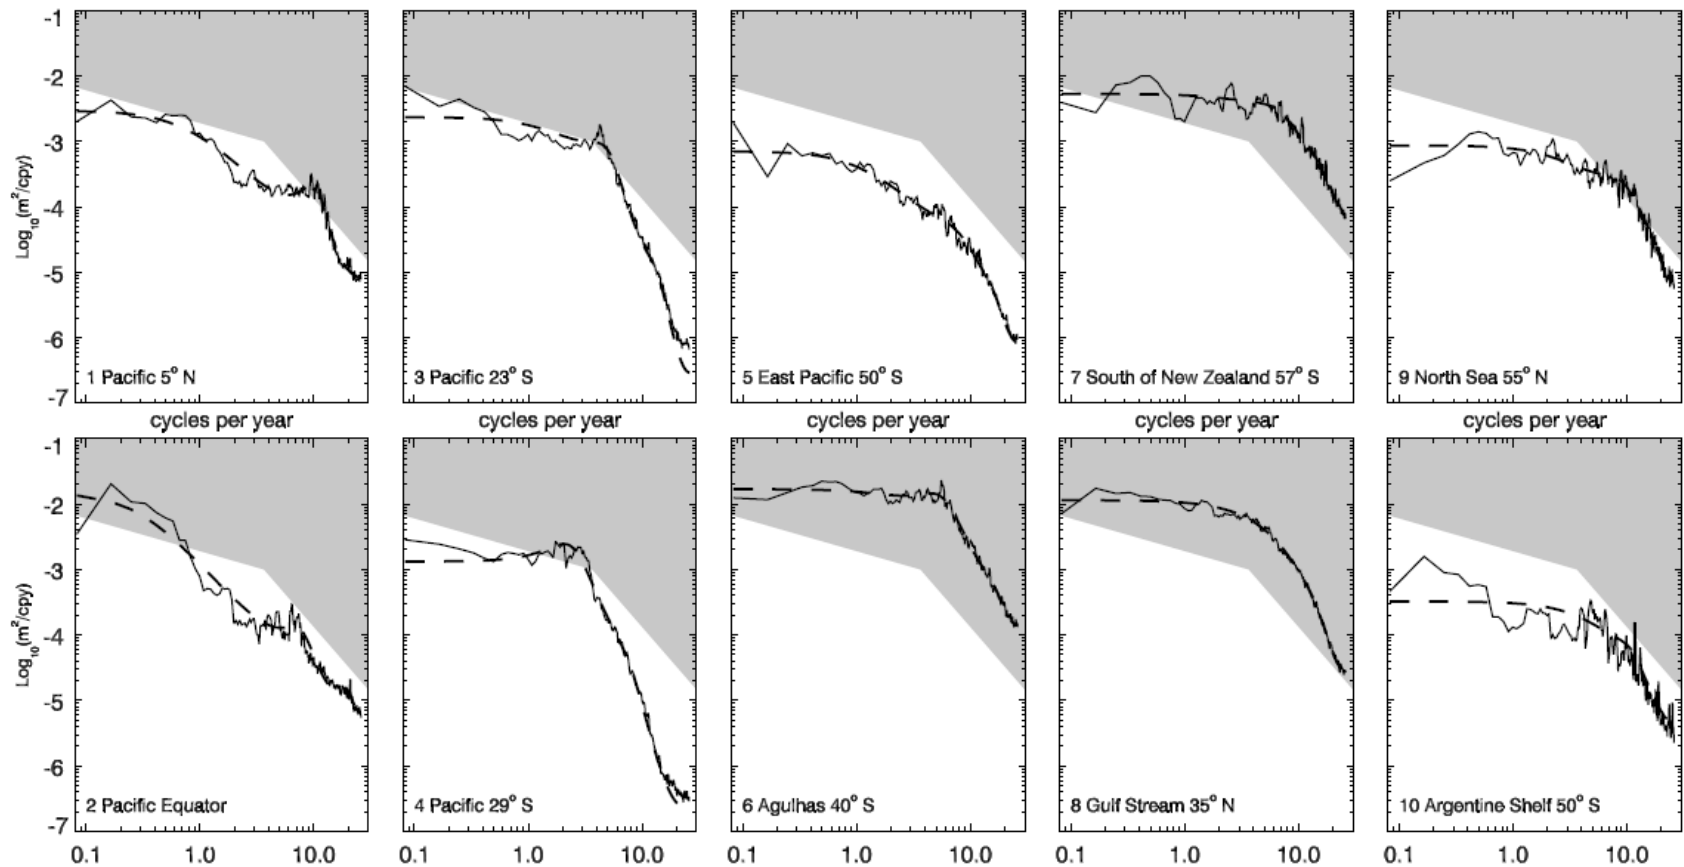 -1
-2
-3
-4
-5
-6
-7
Log₁₀(m²/cpy)
1 Pacific 5° N
3 Pacific 23° S
5 East Pacific 50° S
7 South of New Zealand 57° S
9 North Sea 55° N
cycles per year cycles per year cycles per year cycles per year cycles per year
-1
-2
-3
-4
-5
-6
-7
Log₁₀(m²/cpy)
2 Pacific Equator
4 Pacific 29° S
6 Agulhas 40° S
8 Gulf Stream 35° N
10 Argentine Shelf 50° S
0.1 1.0 10.0 0.1 1.0 10.0 0.1 1.0 10.0 0.1 1.0 10.0 0.1 1.0 10.0